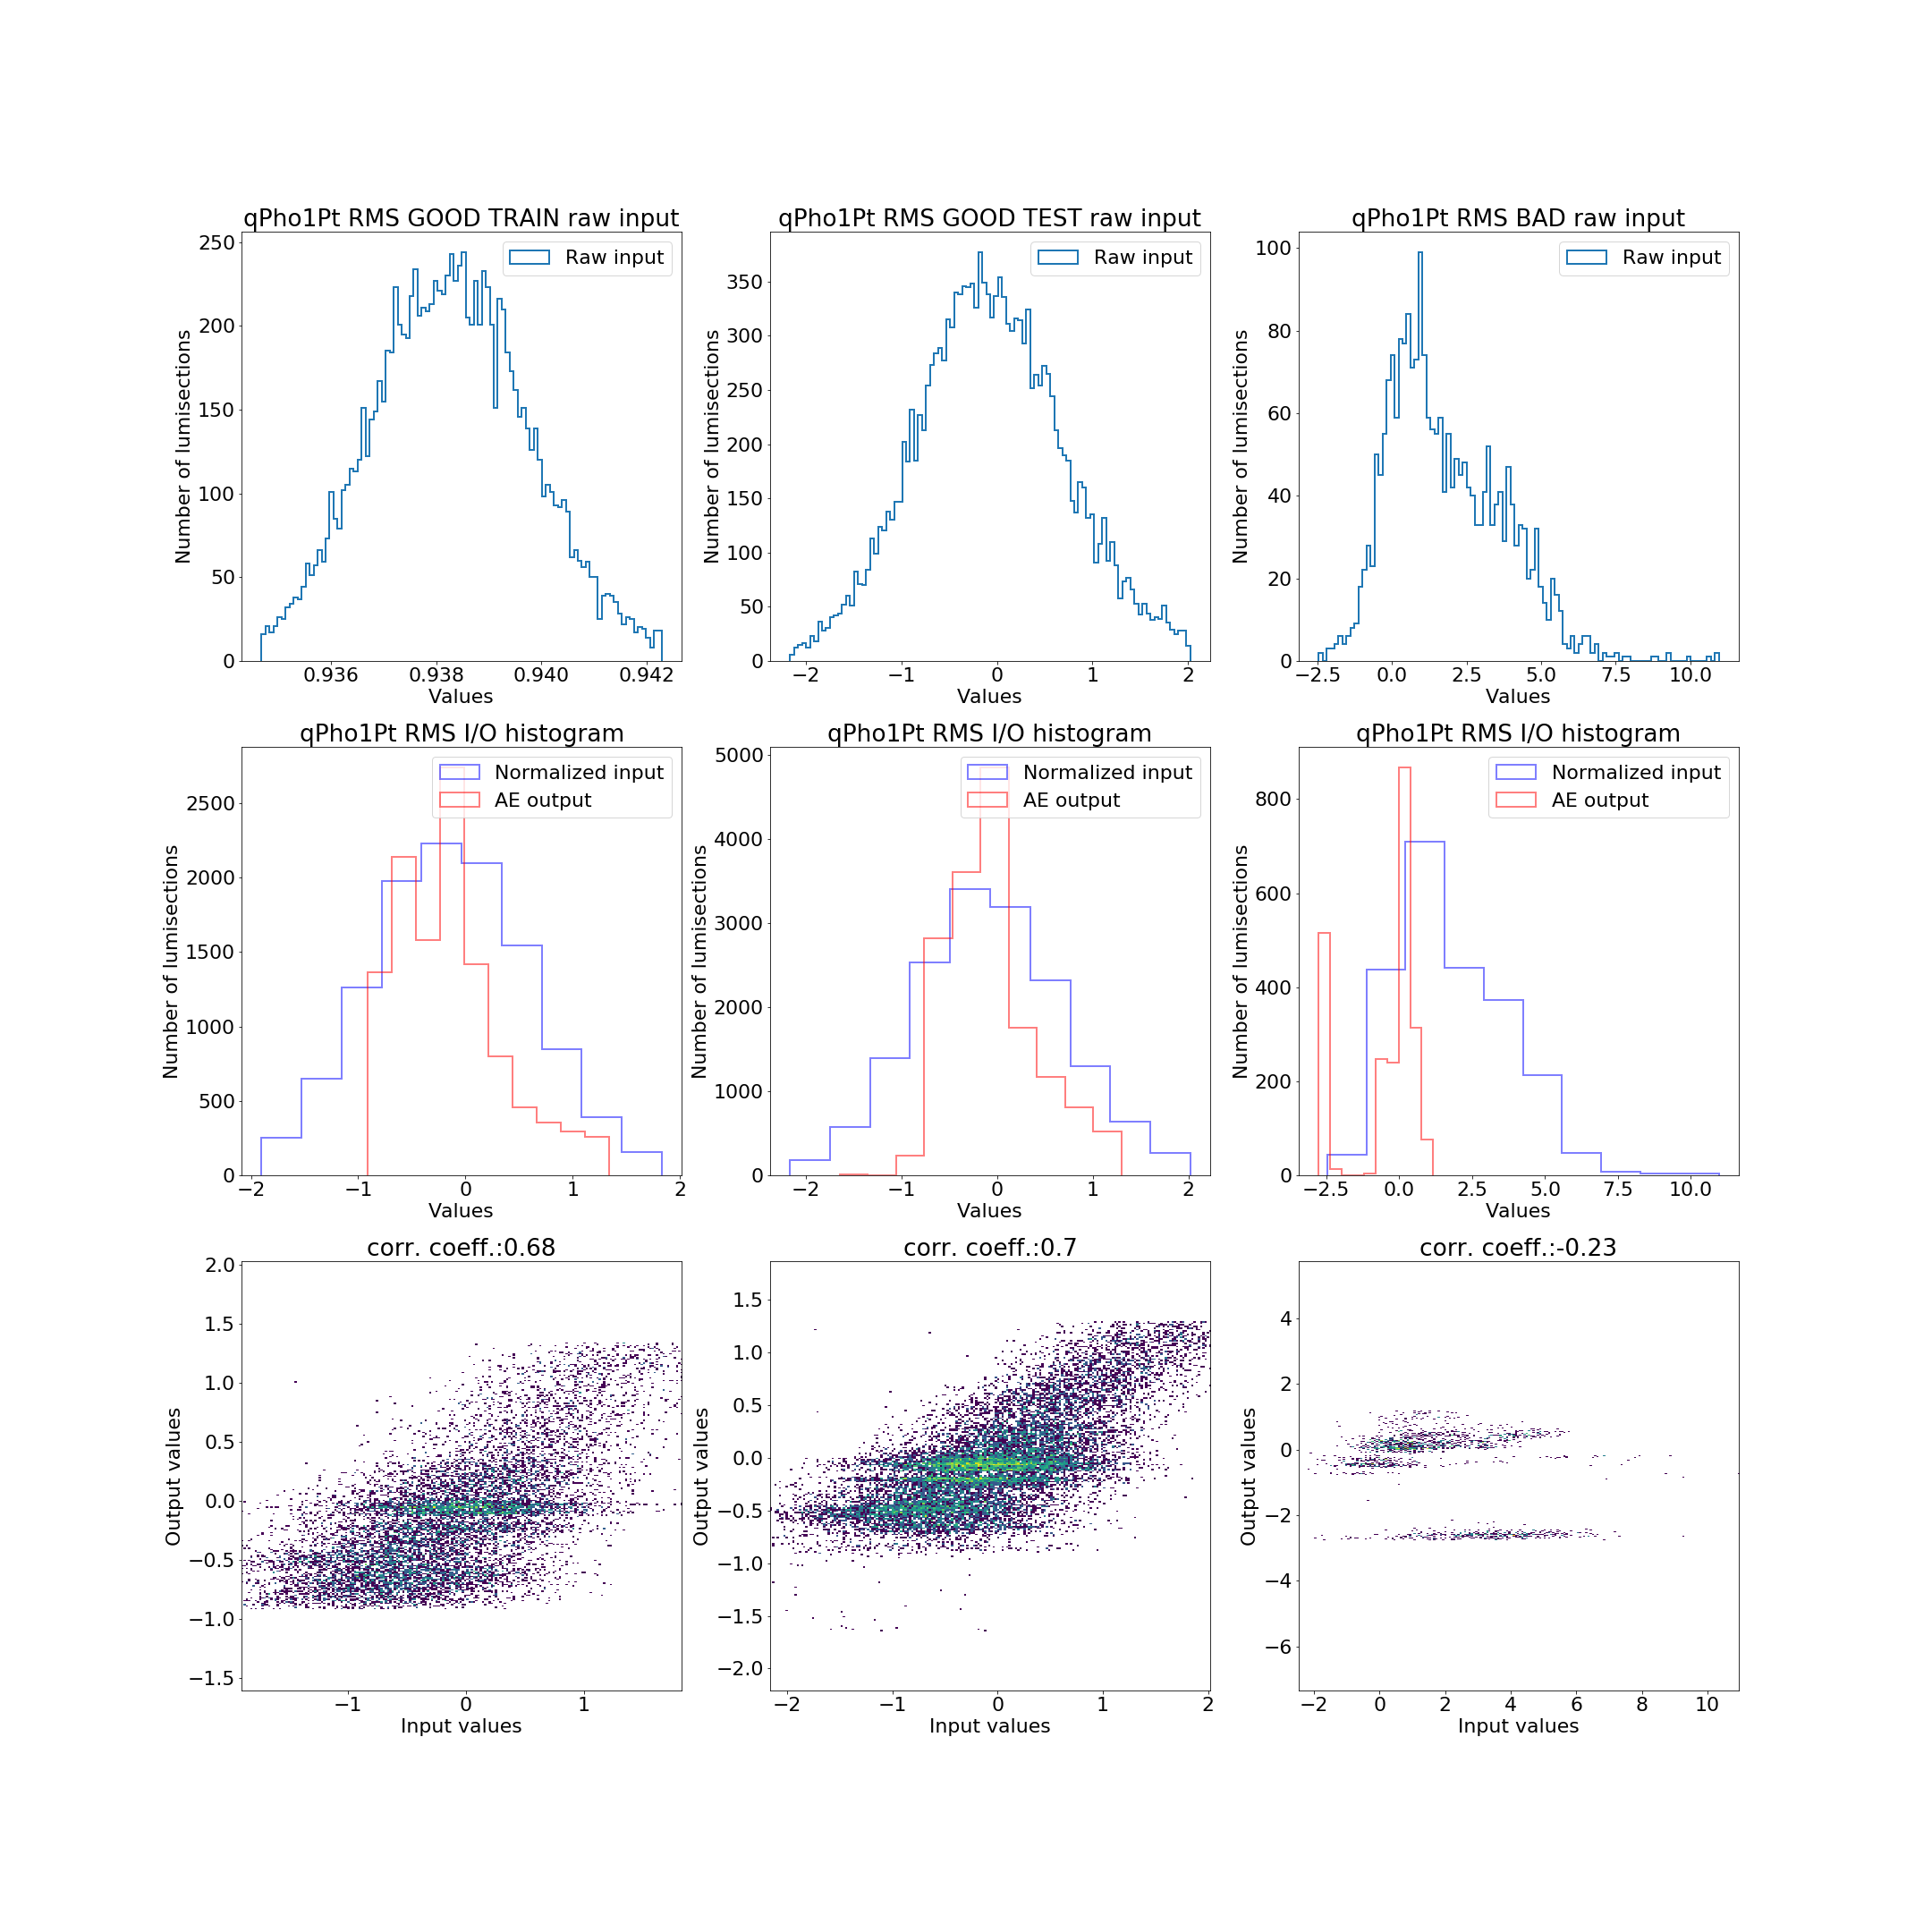 qPho1Pt RMS GOOD TRAIN raw input
Number of lumisections
250
200
150
100
50
0
Raw input
0.936 0.938 0.940 0.942
Values
qPho1Pt RMS GOOD TEST raw input
Number of lumisections
350
300
250
200
150
100
50
0
Raw input
−2 −1 0 1 2
Values
qPho1Pt RMS BAD raw input
Number of lumisections
100
80
60
40
20
0
Raw input
−2.5 0.0 2.5 5.0 7.5 10.0
Values
qPho1Pt RMS I/O histogram
Number of lumisections
2500
2000
1500
1000
500
0
Normalized input
AE output
−2 −1 0 1 2
Values
qPho1Pt RMS I/O histogram
Number of lumisections
5000
4000
3000
2000
1000
0
Normalized input
AE output
−2 −1 0 1 2
Values
qPho1Pt RMS I/O histogram
Number of lumisections
800
600
400
200
0
Normalized input
AE output
−2.5 0.0 2.5 5.0 7.5 10.0
Values
corr. coeff.:0.68
Output values
2.0
1.5
1.0
0.5
0.0
−0.5
−1.0
−1.5
−1 0 1
Input values
corr. coeff.:0.7
Output values
1.5
1.0
0.5
0.0
−0.5
−1.0
−1.5
−2.0
−2 −1 0 1 2
Input values
corr. coeff.:-0.23
Output values
4
2
0
−2
−4
−6
−2 0 2 4 6 8 10
Input values